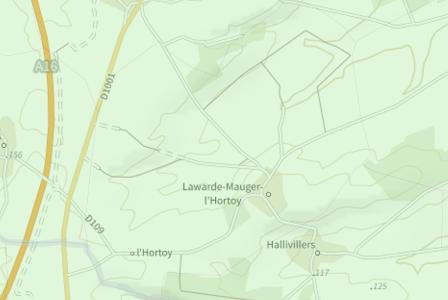 A16
D1001
156
Lawarde-Mauger-
l'Hortoy
D109
l'Hortoy
Hallivillers
117
125